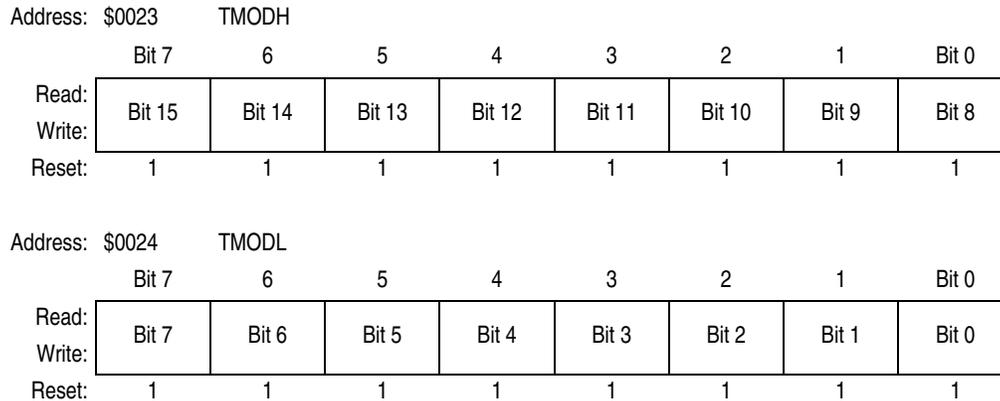 Address: $0023 TMODH
Bit 7 6 5 4 3 2 1 Bit 0
Read:
Bit 15 Bit 14 Bit 13 Bit 12 Bit 11 Bit 10 Bit 9 Bit 8
Write:
Reset: 1 1 1 1 1 1 1 1
Address: $0024 TMODL
Bit 7 6 5 4 3 2 1 Bit 0
Read:
Bit 7 Bit 6 Bit 5 Bit 4 Bit 3 Bit 2 Bit 1 Bit 0
Write:
Reset: 1 1 1 1 1 1 1 1